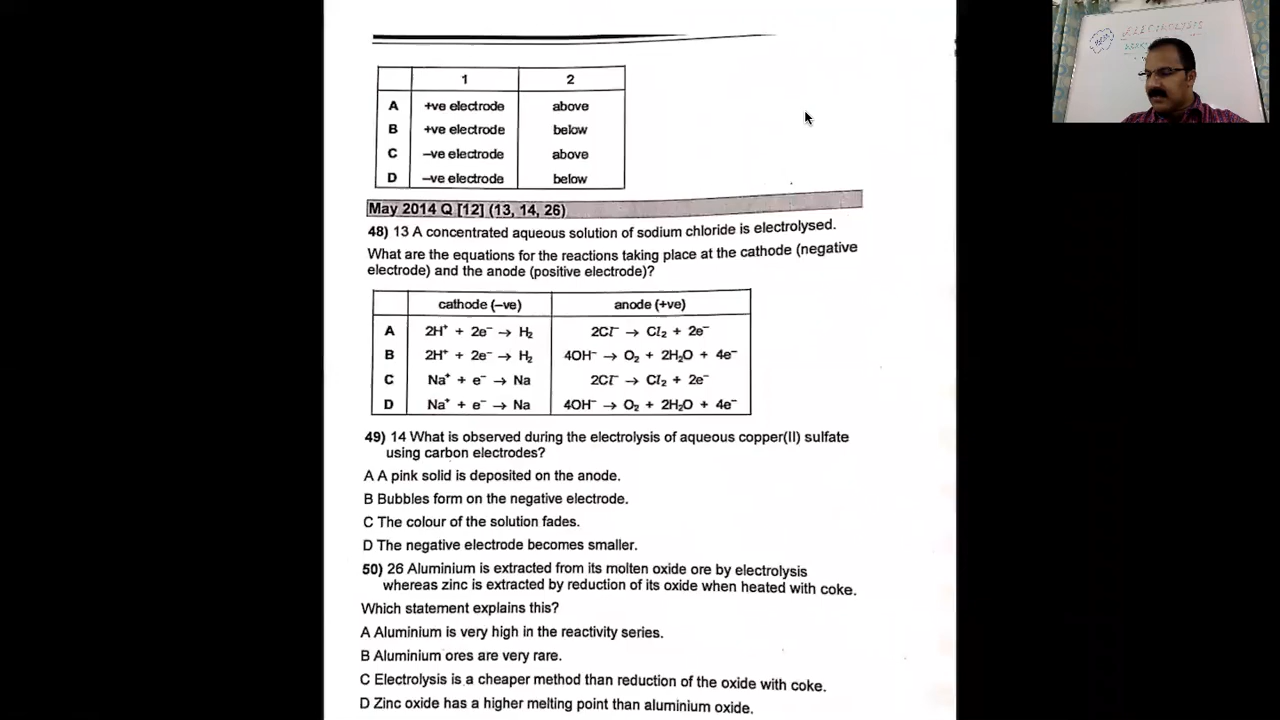 1 2
A +ve electrode above
B +ve electrode below
C –ve electrode above
D –ve electrode below
May 2014 Q [12] (13, 14, 26)
48) 13 A concentrated aqueous solution of sodium chloride is electrolysed.
What are the equations for the reactions taking place at the cathode (negative
electrode) and the anode (positive electrode)?
cathode (–ve) anode (+ve)
A 2H⁺ + 2e⁻ → H₂ 2Cl⁻ → Cl₂ + 2e⁻
B 2H⁺ + 2e⁻ → H₂ 4OH⁻ → O₂ + 2H₂O + 4e⁻
C Na⁺ + e⁻ → Na 2Cl⁻ → Cl₂ + 2e⁻
D Na⁺ + e⁻ → Na 4OH⁻ → O₂ + 2H₂O + 4e⁻
49) 14 What is observed during the electrolysis of aqueous copper(II) sulfate
using carbon electrodes?
A A pink solid is deposited on the anode.
B Bubbles form on the negative electrode.
C The colour of the solution fades.
D The negative electrode becomes smaller.
50) 26 Aluminium is extracted from its molten oxide ore by electrolysis
whereas zinc is extracted by reduction of its oxide when heated with coke.
Which statement explains this?
A Aluminium is very high in the reactivity series.
B Aluminium ores are very rare.
C Electrolysis is a cheaper method than reduction of the oxide with coke.
D Zinc oxide has a higher melting point than aluminium oxide.
ELECTROLYSIS